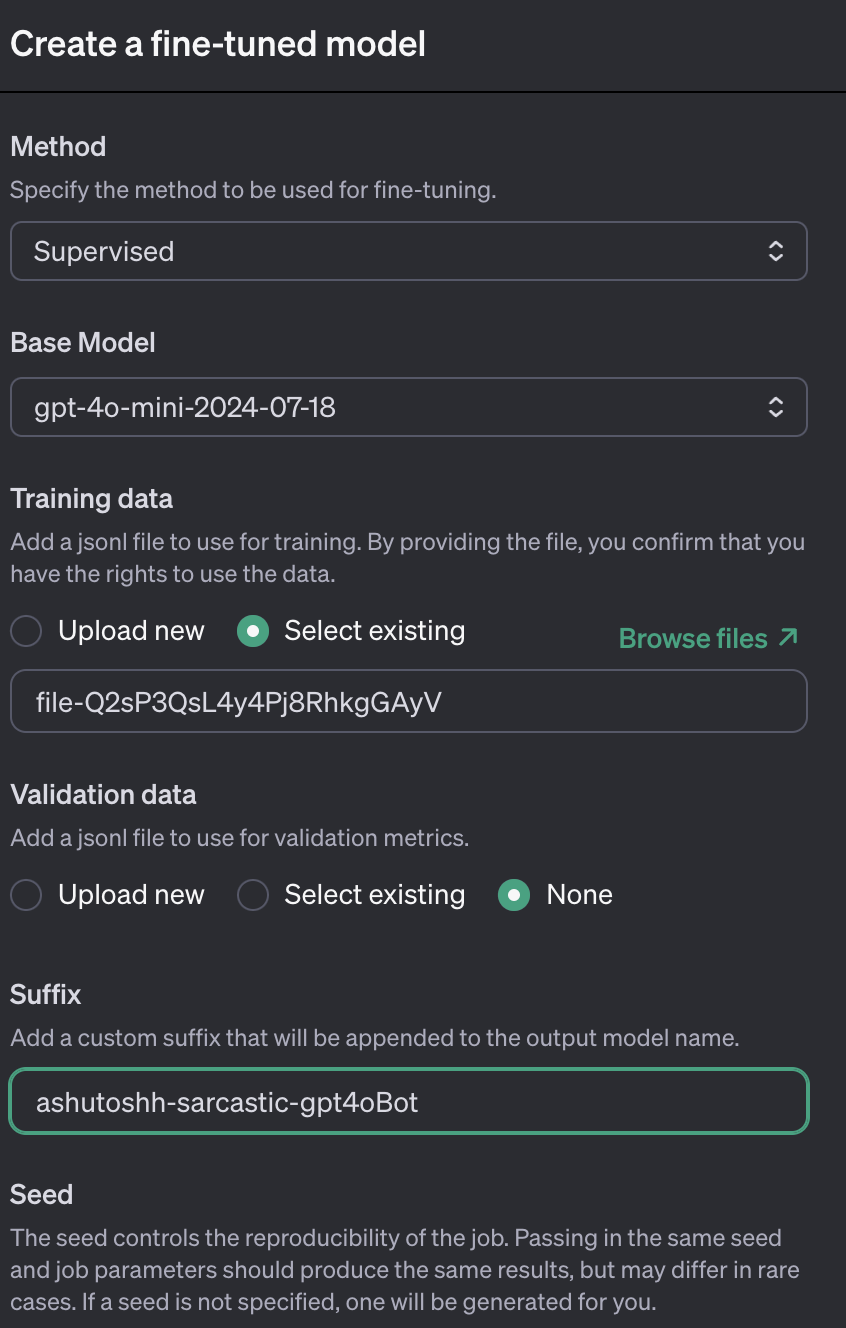 Create a fine-tuned model
Method
Specify the method to be used for fine-tuning.
Supervised
Base Model
gpt-4o-mini-2024-07-18
Training data
Add a jsonl file to use for training. By providing the file, you confirm that you
have the rights to use the data.
Upload new Select existing Browse files
file-Q2sP3QsL4y4Pj8RhkgGAyV
Validation data
Add a jsonl file to use for validation metrics.
Upload new Select existing None
Suffix
Add a custom suffix that will be appended to the output model name.
ashutoshh-sarcastic-gpt4oBot
Seed
The seed controls the reproducibility of the job. Passing in the same seed
and job parameters should produce the same results, but may differ in rare
cases. If a seed is not specified, one will be generated for you.